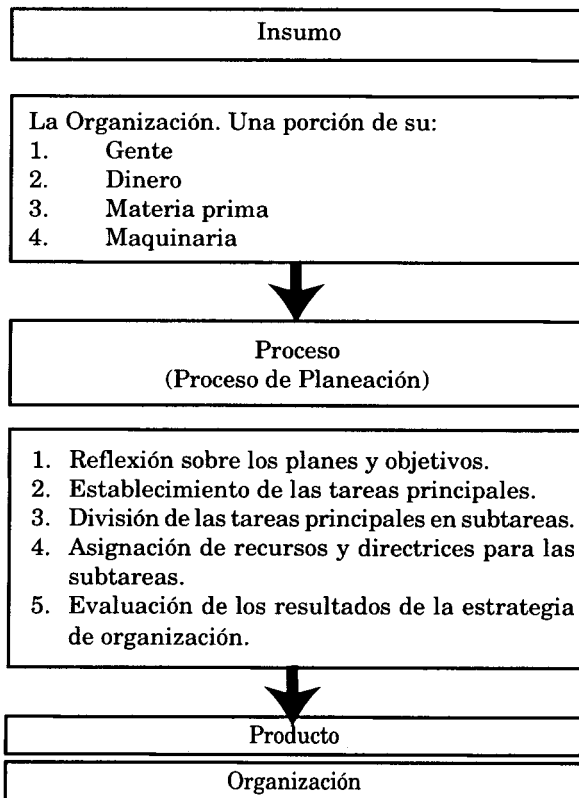 Insumo
La Organización. Una porción de su:
1. Gente
2. Dinero
3. Materia prima
4. Maquinaria
Proceso
(Proceso de Planeación)
1. Reflexión sobre los planes y objetivos.
2. Establecimiento de las tareas principales.
3. División de las tareas principales en subtareas.
4. Asignación de recursos y directrices para las
subtareas.
5. Evaluación de los resultados de la estrategia
de organización.
Producto
Organización